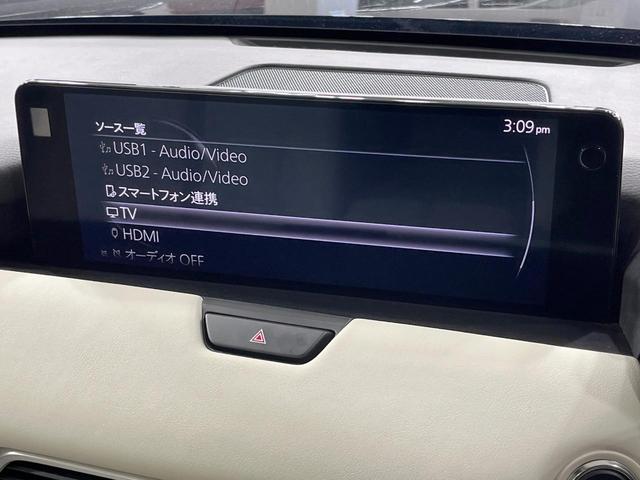 ソース一覧
3:09pm
USB1 - Audio/Video
USB2 - Audio/Video
スマートフォン連携
TV
HDMI
オーディオ OFF